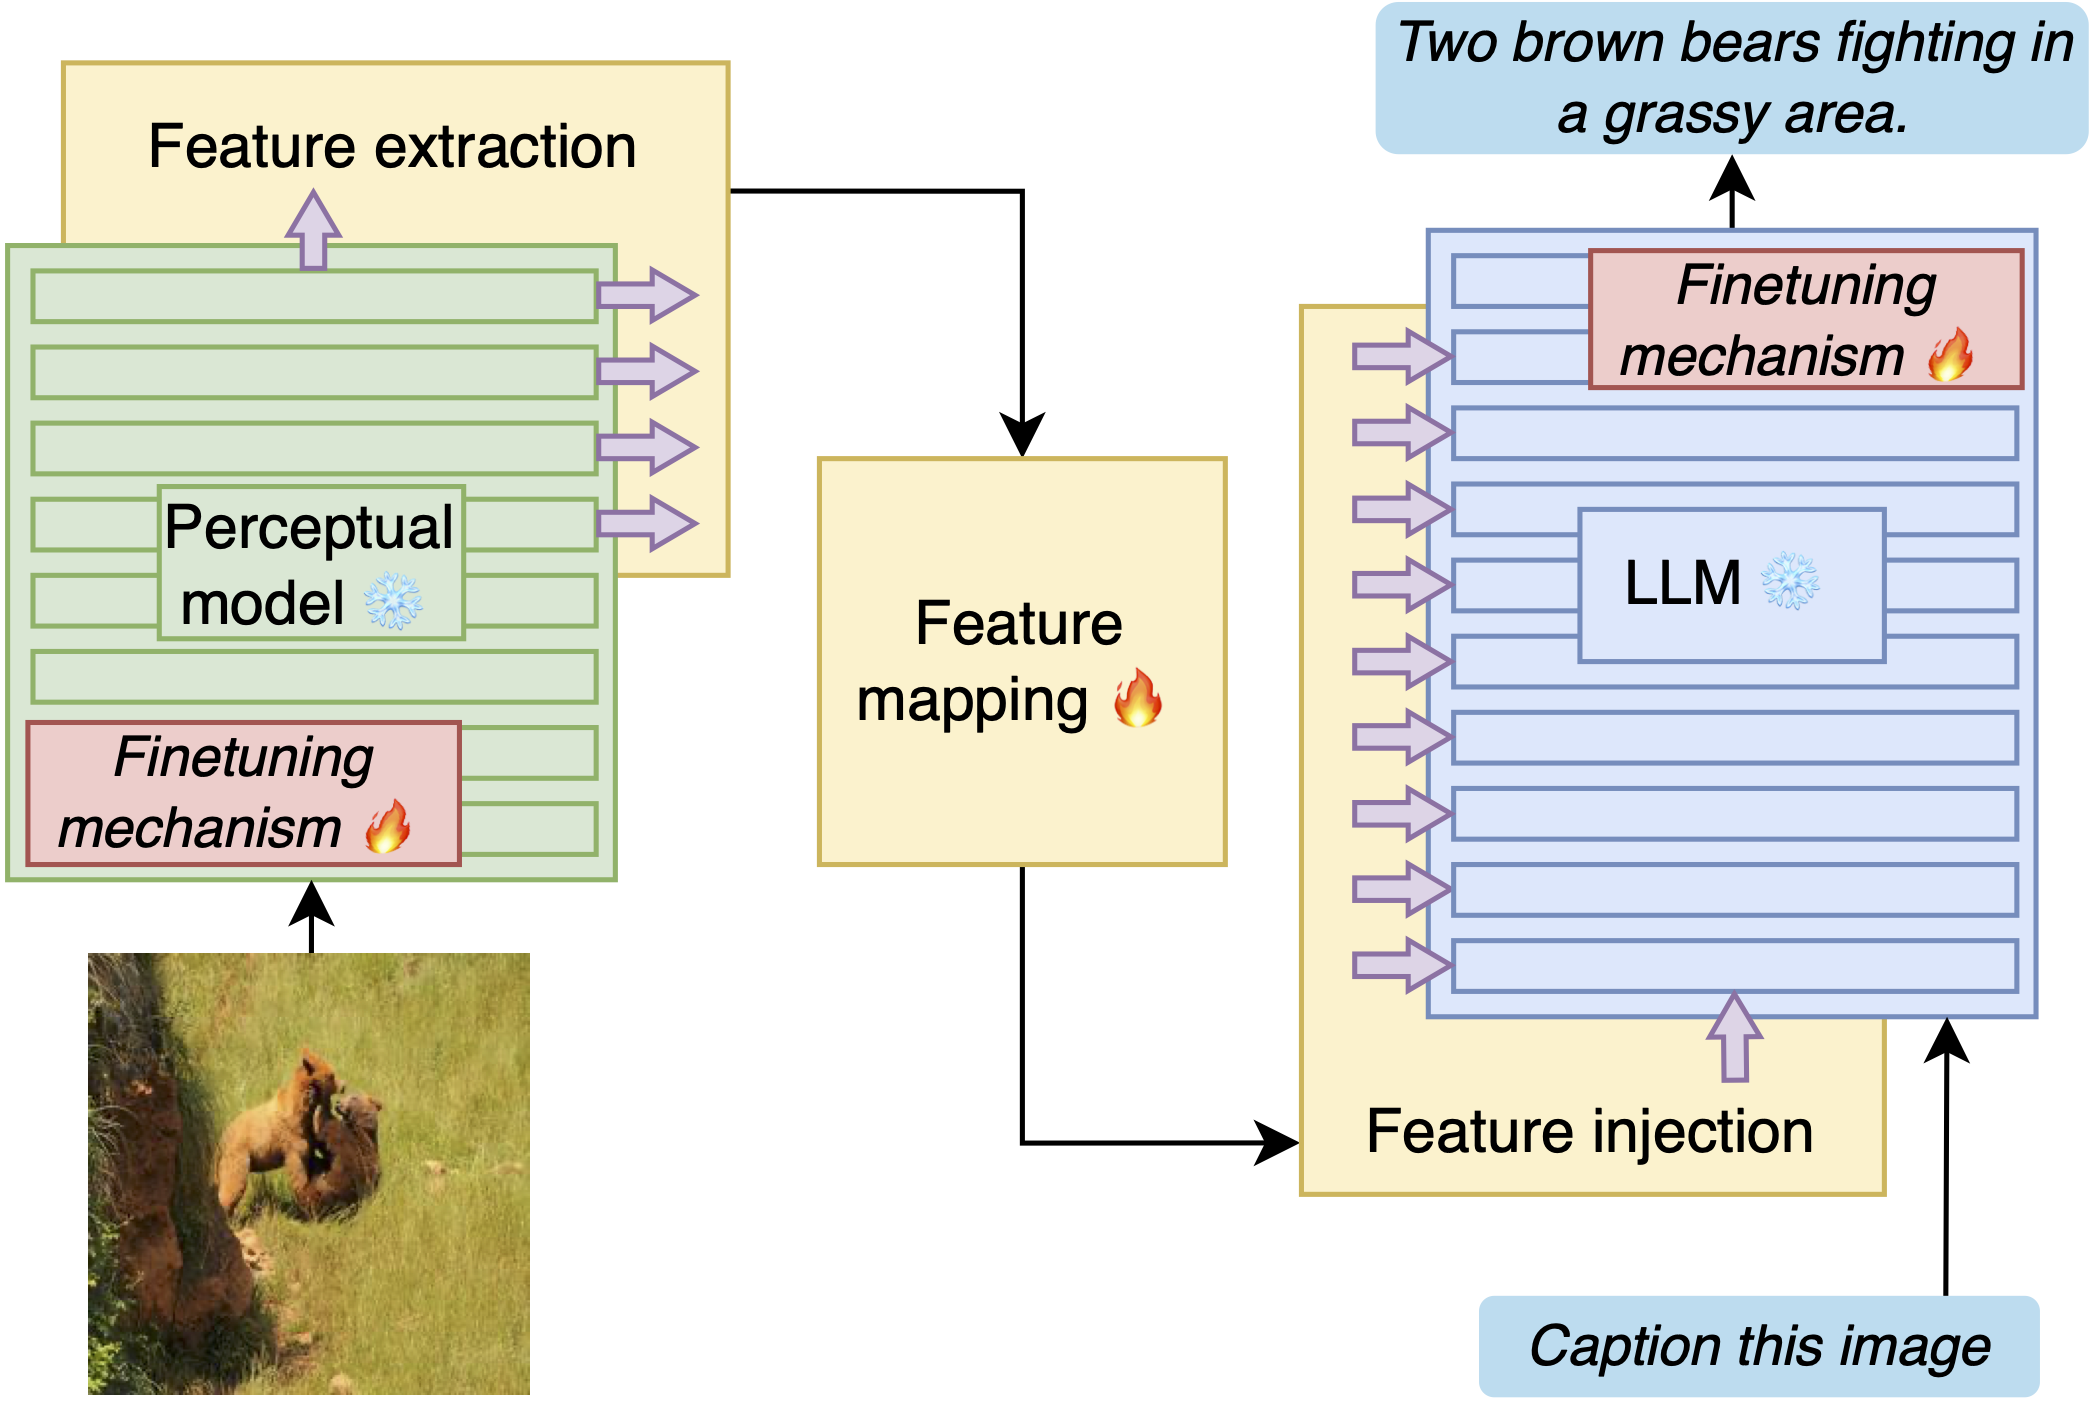 Feature extraction
Perceptual
model ❄️
Finetuning
mechanism 🔥
Feature
mapping 🔥
Two brown bears fighting in
a grassy area.
Finetuning
mechanism 🔥
LLM ❄️
Feature injection
Caption this image